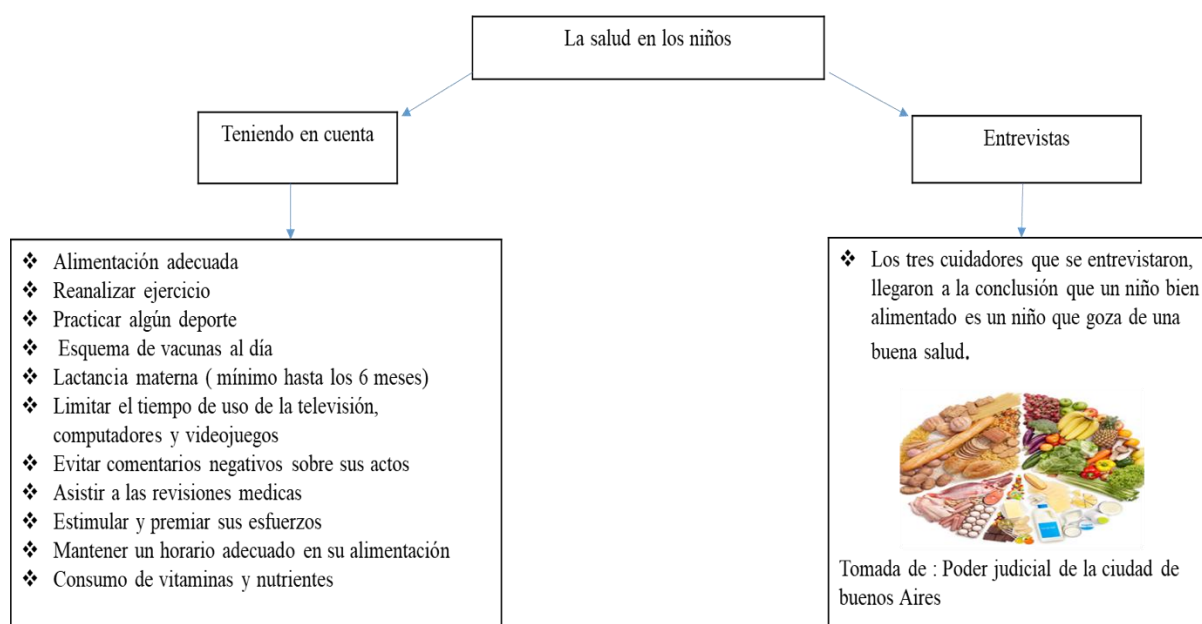 La salud en los niños
Teniendo en cuenta
Entrevistas
❖ Alimentación adecuada
❖ Reanalizar ejercicio
❖ Practicar algún deporte
❖ Esquema de vacunas al día
❖ Lactancia materna ( mínimo hasta los 6 meses)
❖ Limitar el tiempo de uso de la televisión,
computadores y videojuegos
❖ Evitar comentarios negativos sobre sus actos
❖ Asistir a las revisiones medicas
❖ Estimular y premiar sus esfuerzos
❖ Mantener un horario adecuado en su alimentación
❖ Consumo de vitaminas y nutrientes
❖ Los tres cuidadores que se entrevistaron,
llegaron a la conclusión que un niño bien
alimentado es un niño que goza de una
buena salud.
Tomada de : Poder judicial de la ciudad de
buenos Aires